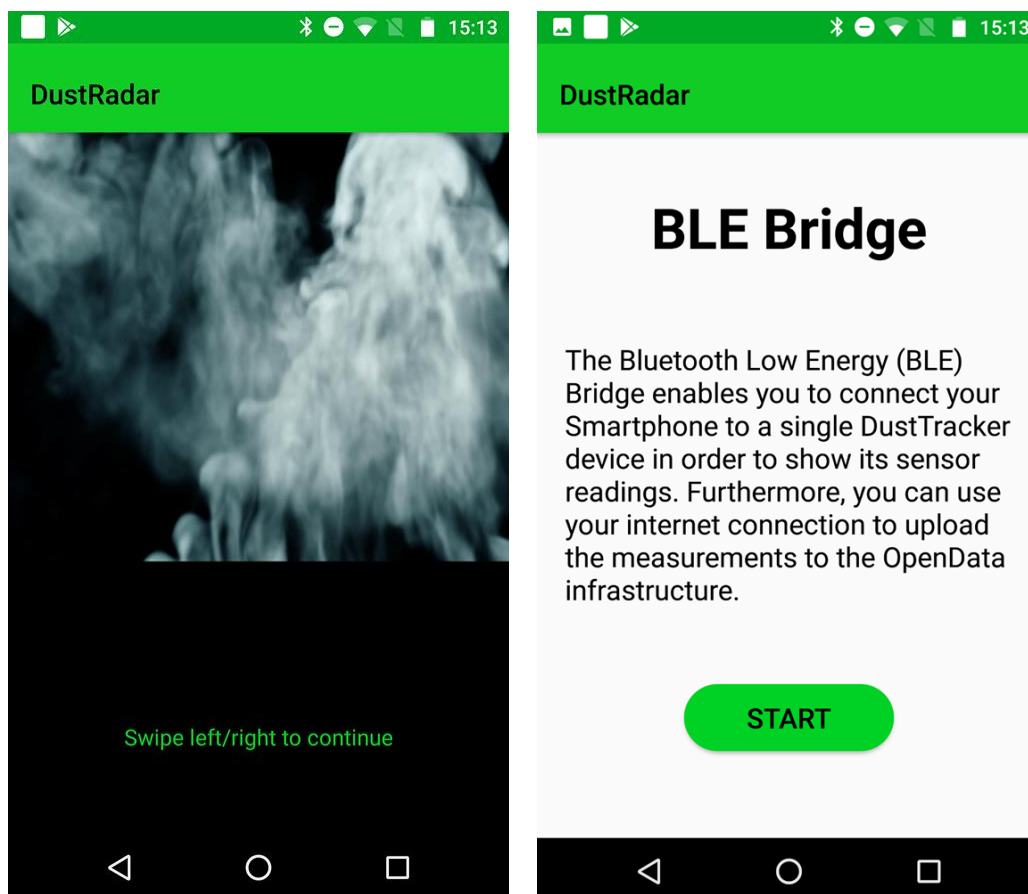 15:13
DustRadar
Swipe left/right to continue
15:13
DustRadar
BLE Bridge
The Bluetooth Low Energy (BLE)
Bridge enables you to connect your
Smartphone to a single DustTracker
device in order to show its sensor
readings. Furthermore, you can use
your internet connection to upload
the measurements to the OpenData
infrastructure.
START